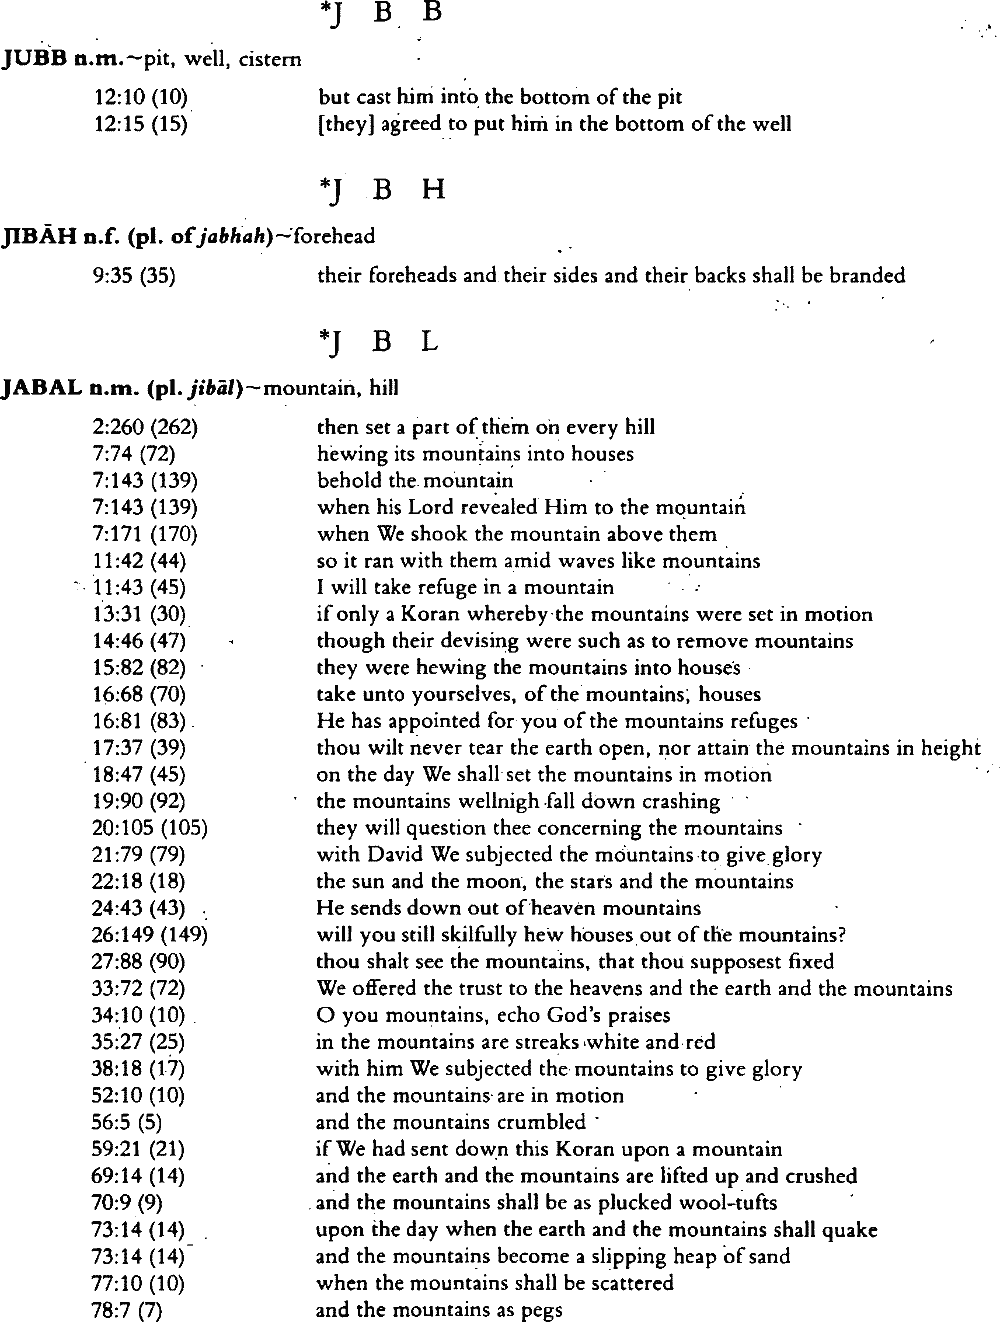 *J B B
JUBB n.m.~pit, well, cistern
12:10 (10) but cast him into the bottom of the pit
12:15 (15) [they] agreed to put him in the bottom of the well
*J B H
JIBĀH n.f. (pl. of jabhah)~forehead
9:35 (35) their foreheads and their sides and their backs shall be branded
*J B L
JABAL n.m. (pl. jibāl)~mountain, hill
2:260 (262) then set a part of them on every hill
7:74 (72) hewing its mountains into houses
7:143 (139) behold the mountain
7:143 (139) when his Lord revealed Him to the mountain
7:171 (170) when We shook the mountain above them
11:42 (44) so it ran with them amid waves like mountains
11:43 (45) I will take refuge in a mountain
13:31 (30) if only a Koran whereby the mountains were set in motion
14:46 (47) though their devising were such as to remove mountains
15:82 (82) they were hewing the mountains into houses
16:68 (70) take unto yourselves, of the mountains, houses
16:81 (83) He has appointed for you of the mountains refuges
17:37 (39) thou wilt never tear the earth open, nor attain the mountains in height
18:47 (45) on the day We shall set the mountains in motion
19:90 (92) the mountains wellnigh fall down crashing
20:105 (105) they will question thee concerning the mountains
21:79 (79) with David We subjected the mountains to give glory
22:18 (18) the sun and the moon, the stars and the mountains
24:43 (43) He sends down out of heaven mountains
26:149 (149) will you still skilfully hew houses out of the mountains?
27:88 (90) thou shalt see the mountains, that thou supposest fixed
33:72 (72) We offered the trust to the heavens and the earth and the mountains
34:10 (10) O you mountains, echo God's praises
35:27 (25) in the mountains are streaks white and red
38:18 (17) with him We subjected the mountains to give glory
52:10 (10) and the mountains are in motion
56:5 (5) and the mountains crumbled
59:21 (21) if We had sent down this Koran upon a mountain
69:14 (14) and the earth and the mountains are lifted up and crushed
70:9 (9) and the mountains shall be as plucked wool-tufts
73:14 (14) upon the day when the earth and the mountains shall quake
73:14 (14) and the mountains become a slipping heap of sand
77:10 (10) when the mountains shall be scattered
78:7 (7) and the mountains as pegs